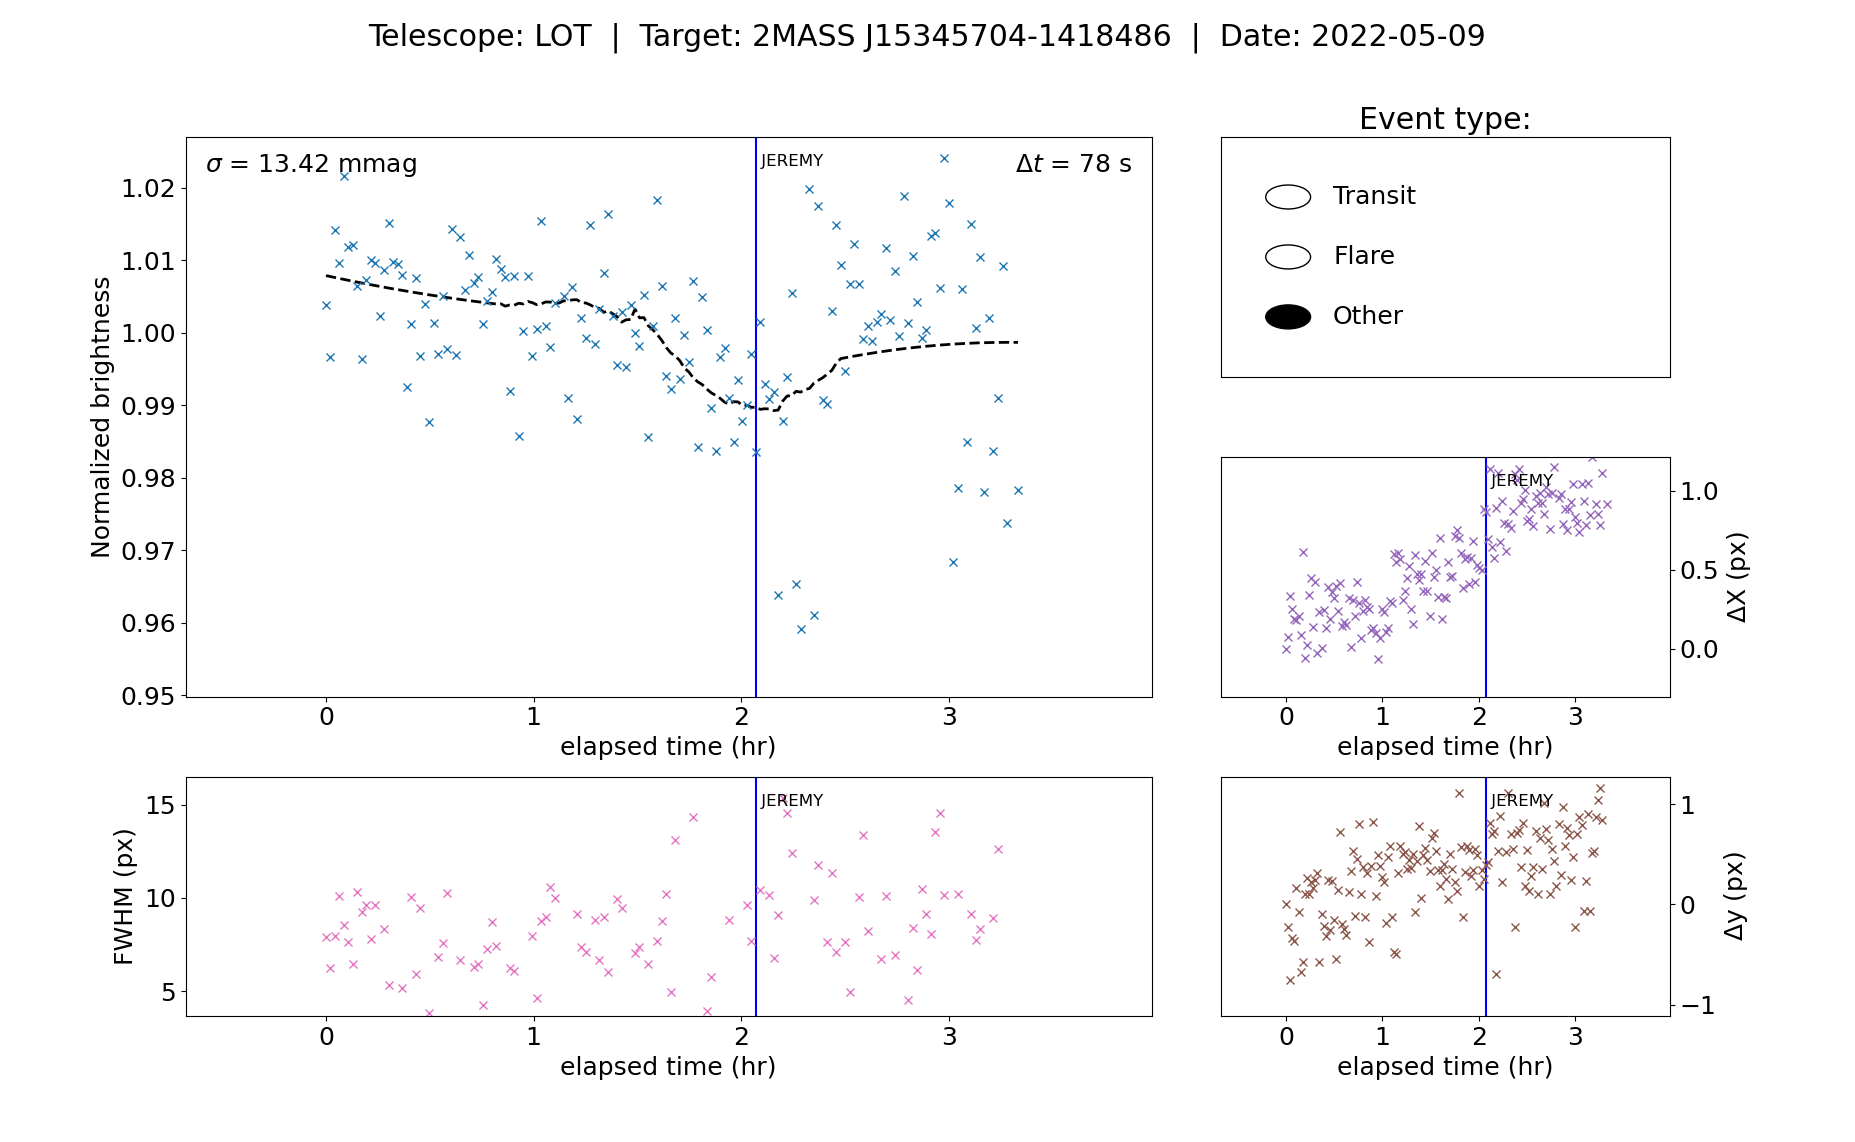 Telescope: LOT | Target: 2MASS J15345704-1418486 | Date: 2022-05-09
Event type:
σ = 13.42 mmag
JEREMY
Δt = 78 s
Transit
Flare
Other
1.02
1.01
1.00
0.99
0.98
0.97
0.96
0.95
Normalized brightness
0 1 2 3
elapsed time (hr)
JEREMY
1.0
0.5
0.0
ΔX (px)
0 1 2 3
elapsed time (hr)
JEREMY
15
10
5
FWHM (px)
0 1 2 3
elapsed time (hr)
JEREMY
1
0
−1
Δy (px)
0 1 2 3
elapsed time (hr)